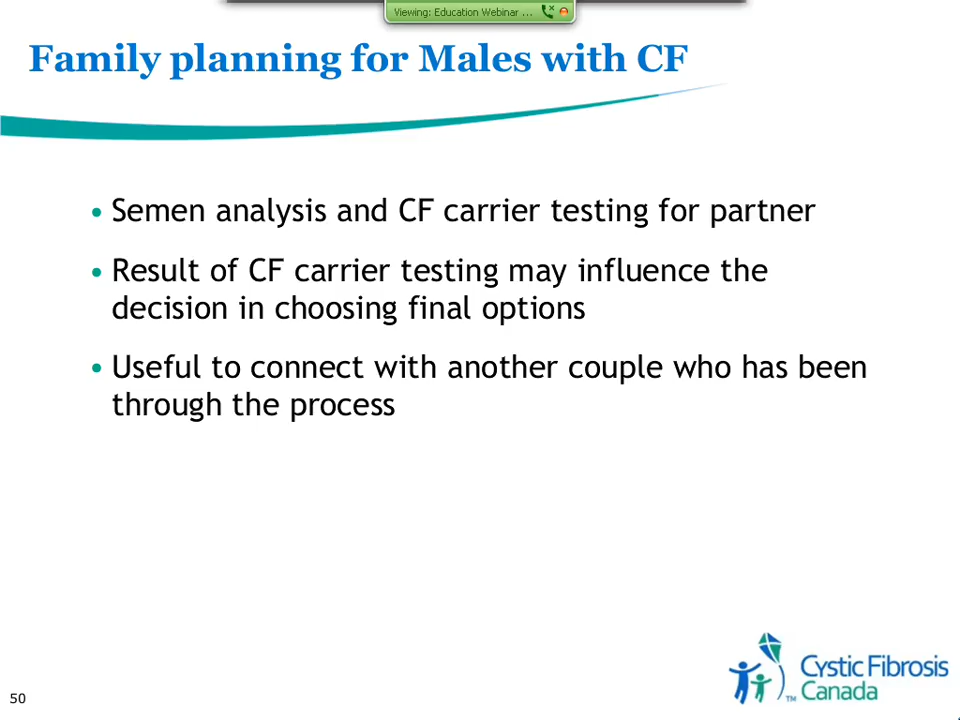 Viewing: Education Webinar ...
Family planning for Males with CF
• Semen analysis and CF carrier testing for partner
• Result of CF carrier testing may influence the
decision in choosing final options
• Useful to connect with another couple who has been
through the process
Cystic Fibrosis
Canada
TM
50